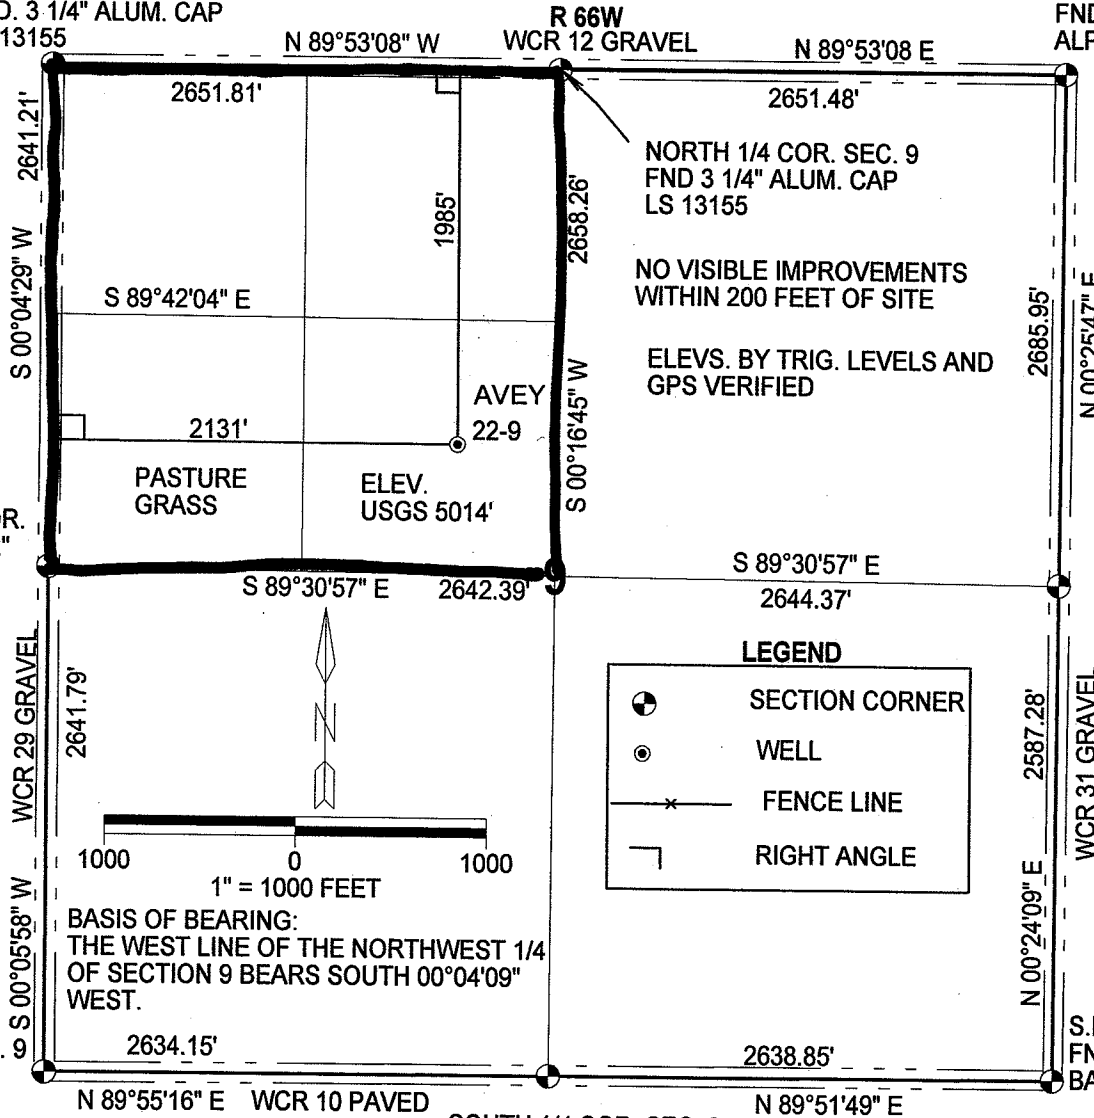 D. 3 1/4" ALUM. CAP
13155
R 66W
WCR 12 GRAVEL
N 89°53'08" W
N 89°53'08 E
FND
ALP
2651.81'
2651.48'
2641.21'
S 00°04'29" W
1985'
2658.26'
NORTH 1/4 COR. SEC. 9
FND 3 1/4" ALUM. CAP
LS 13155
NO VISIBLE IMPROVEMENTS
WITHIN 200 FEET OF SITE
S 89°42'04" E
ELEVS. BY TRIG. LEVELS AND
GPS VERIFIED
2685.95'
N 00°25'47" E
AVEY
22-9
S 00°16'45" W
2131'
PASTURE
GRASS
ELEV.
USGS 5014'
R.
"
S 89°30'57" E
2642.39'
9
S 89°30'57" E
2644.37'
LEGEND
SECTION CORNER
WELL
FENCE LINE
RIGHT ANGLE
WCR 29 GRAVEL
2641.79'
2587.28'
WCR 31 GRAVEL
1000 0 1000
1" = 1000 FEET
BASIS OF BEARING:
THE WEST LINE OF THE NORTHWEST 1/4
OF SECTION 9 BEARS SOUTH 00°04'09"
WEST.
S 00°05'58" W
N 00°24'09" E
. 9
2634.15'
2638.85'
S.
FN
BA
N 89°55'16" E WCR 10 PAVED
N 89°51'49" E